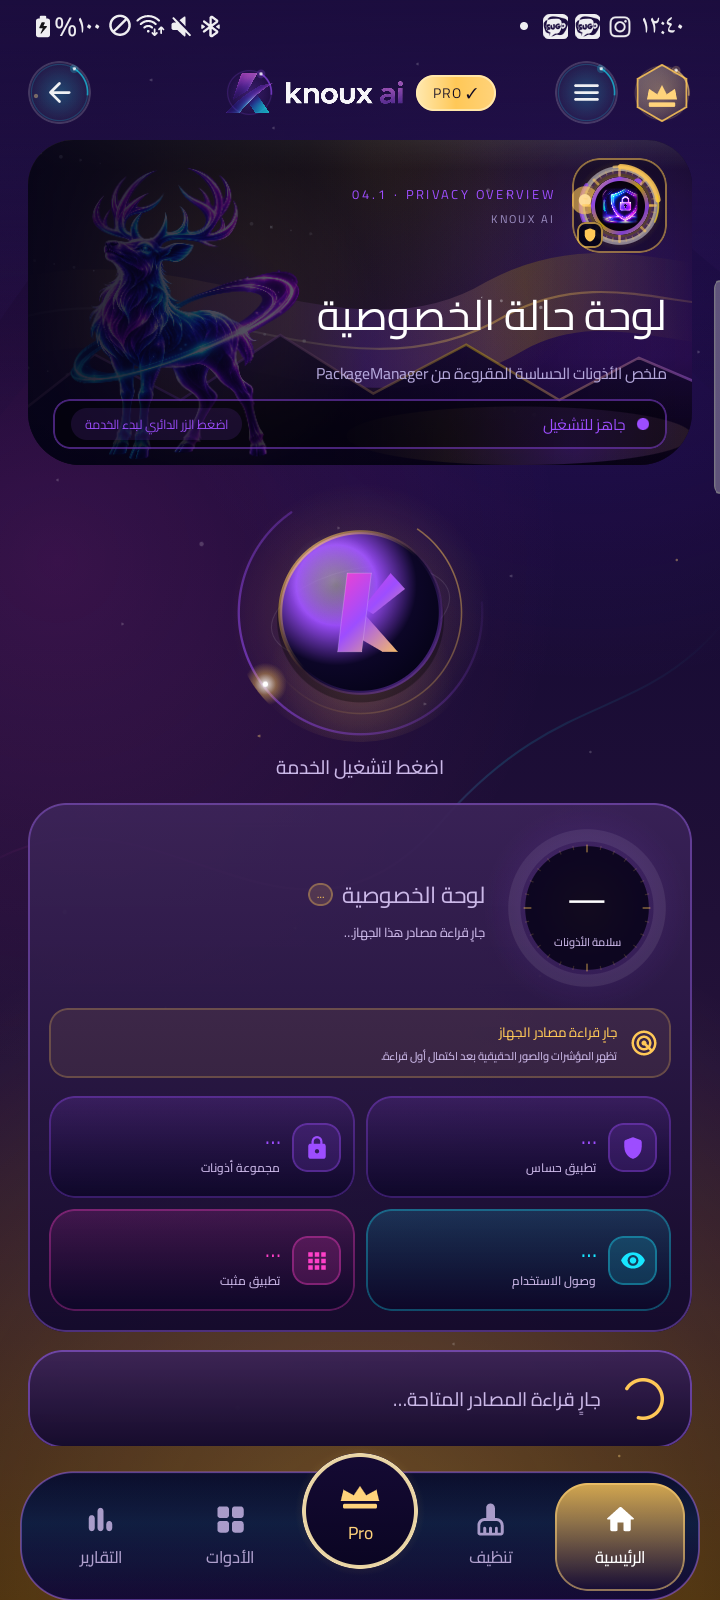 ١٢:٤٠
%١٠٠
knoux ai
PRO ✓
04.1 · PRIVACY OVERVIEW
KNOUX AI
لوحة حالة الخصوصية
ملخص الأذونات الحساسة المقروءة من PackageManager
جاهز للتشغيل
اضغط الزر الدائري لبدء الخدمة
K
اضغط لتشغيل الخدمة
لوحة الخصوصية
...
جارٍ قراءة مصادر هذا الجهاز...
—
سلامة الأذونات
جارٍ قراءة مصادر الجهاز
تظهر المؤشرات والصور الحقيقية بعد اكتمال أول قراءة.
...
تطبيق حساس
...
مجموعة أذونات
...
وصول الاستخدام
...
تطبيق مثبت
جارٍ قراءة المصادر المتاحة...
الرئيسية
تنظيف
Pro
الأدوات
التقارير